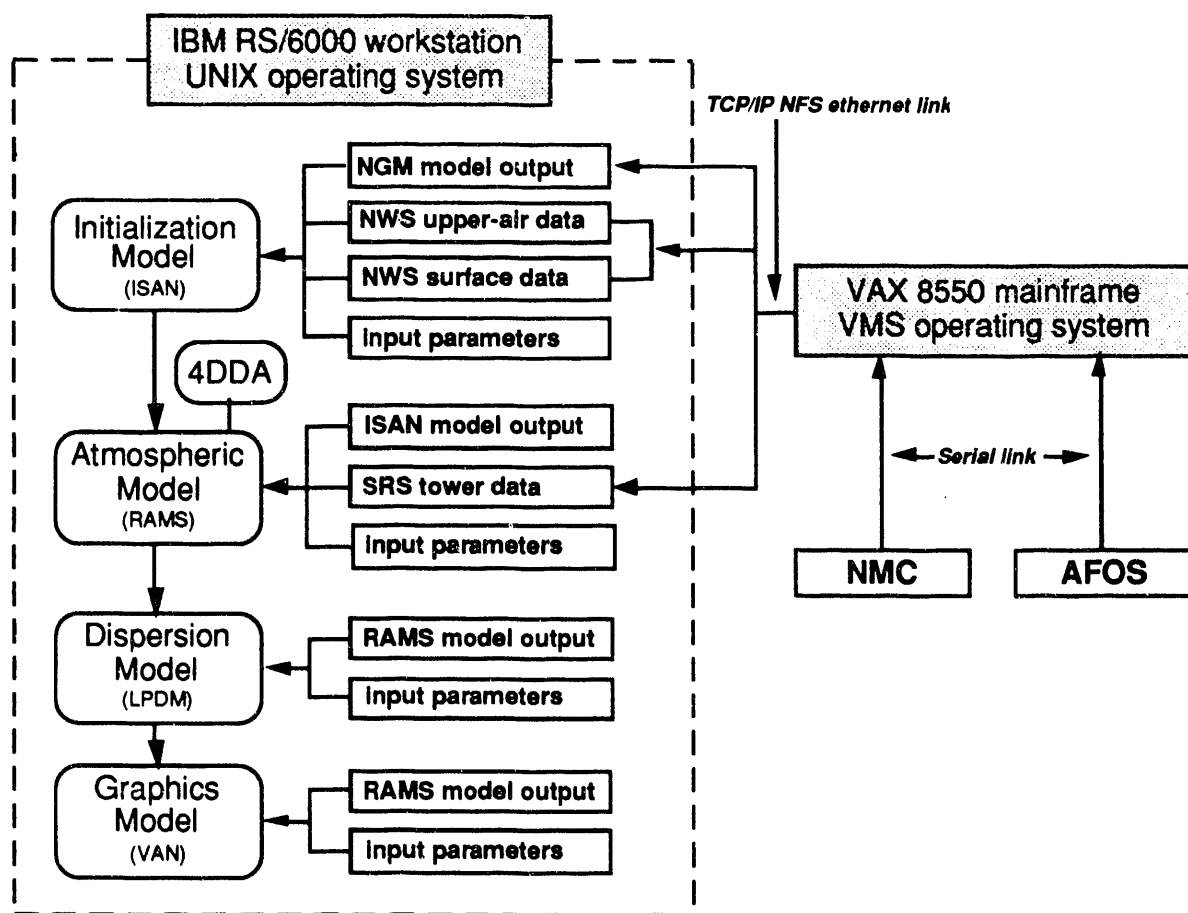 IBM RS/6000 workstation
UNIX operating system
TCP/IP NFS ethernet link
NGM model output
NWS upper-air data
NWS surface data
input parameters
Initialization
Model
(ISAN)
VAX 8550 mainframe
VMS operating system
4DDA
ISAN model output
SRS tower data
input parameters
Atmospheric
Model
(RAMS)
Serial link
NMC
AFOS
Dispersion
Model
(LPDM)
RAMS model output
input parameters
Graphics
Model
(VAN)
RAMS model output
input parameters